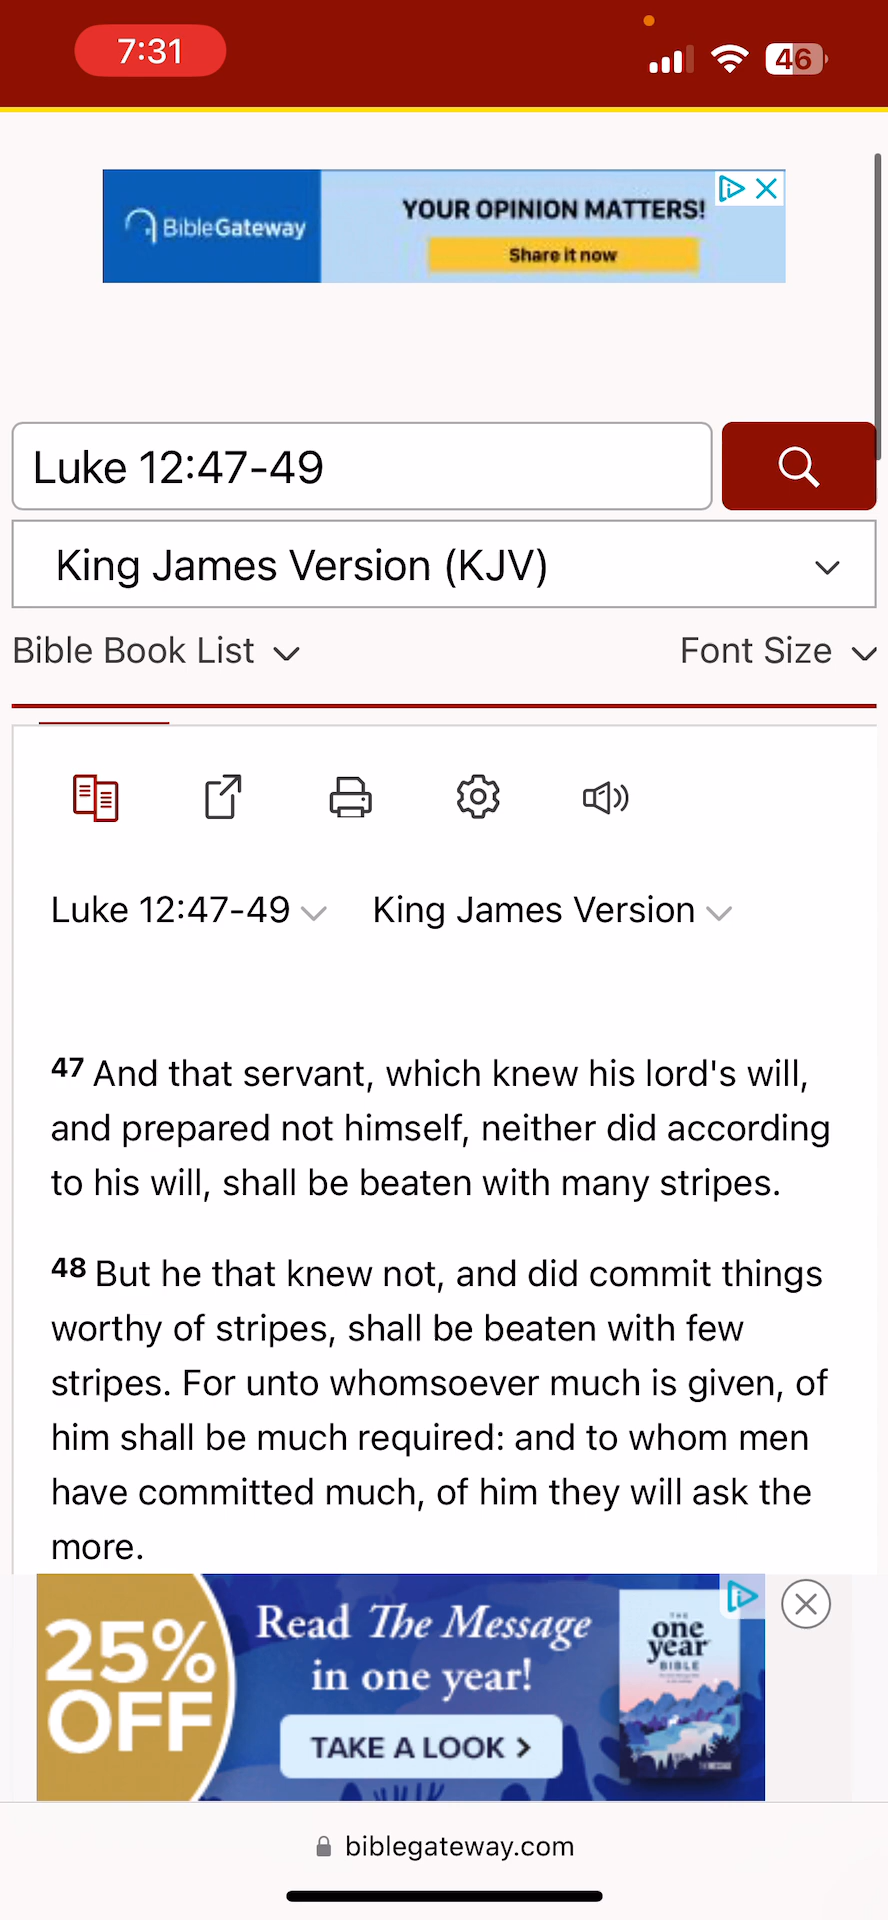 7:31
46
BibleGateway
YOUR OPINION MATTERS!
Share it now
Luke 12:47-49
King James Version (KJV)
Bible Book List
Font Size
Luke 12:47-49
King James Version
47 And that servant, which knew his lord's will,
and prepared not himself, neither did according
to his will, shall be beaten with many stripes.
48 But he that knew not, and did commit things
worthy of stripes, shall be beaten with few
stripes. For unto whomsoever much is given, of
him shall be much required: and to whom men
have committed much, of him they will ask the
more.
25%
OFF
Read The Message
in one year!
TAKE A LOOK >
THE
one
year
BIBLE
biblegateway.com